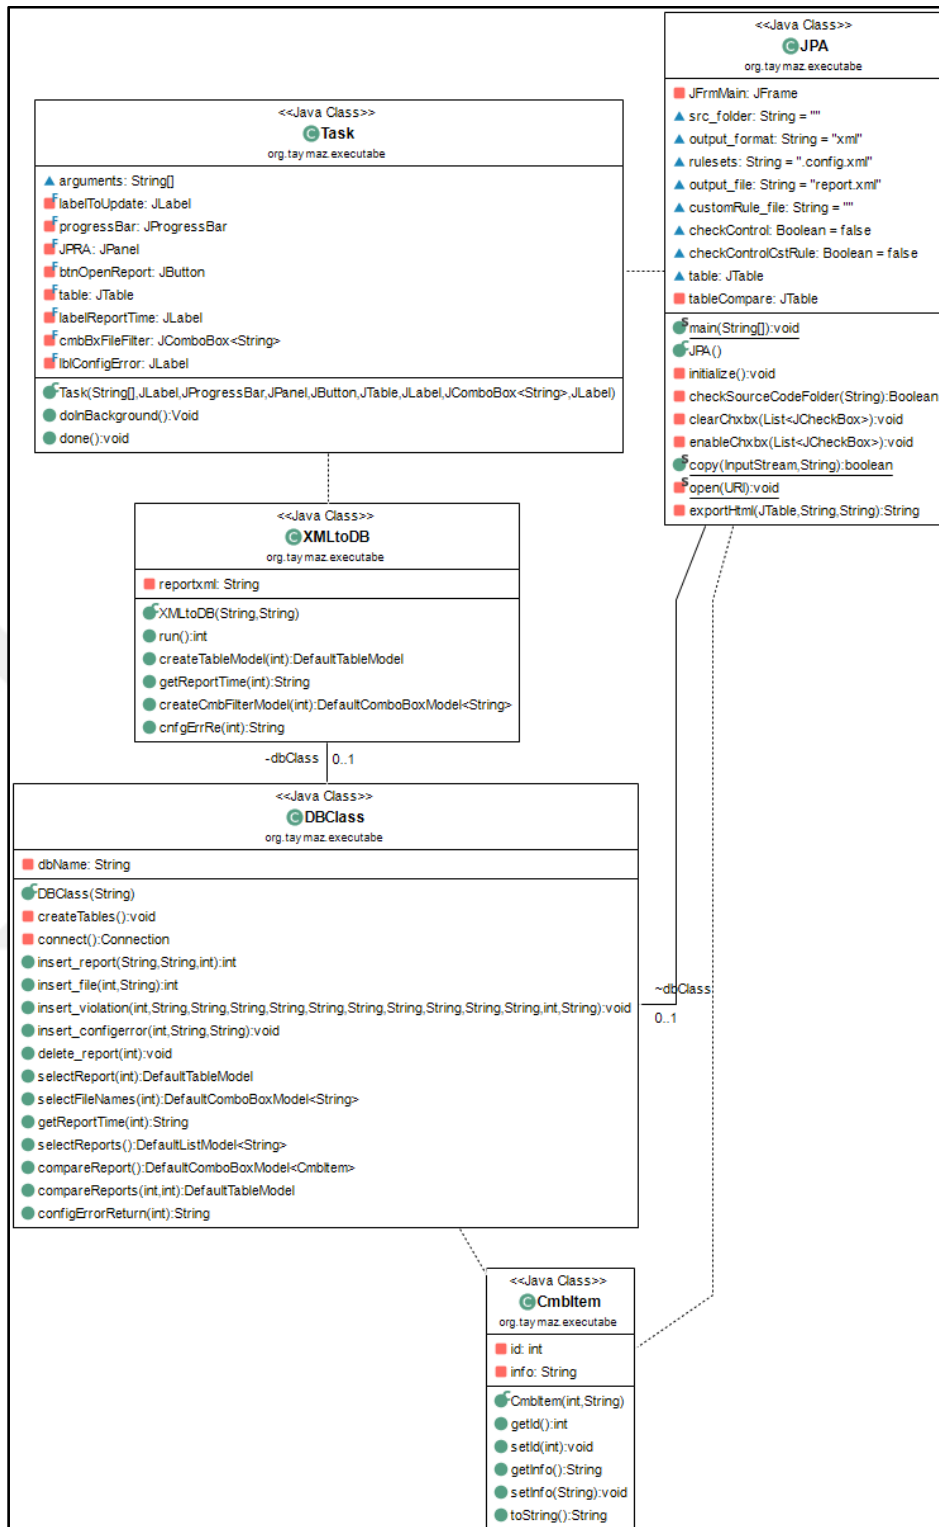 <<Java Class>>
JPA
org.taymaz.executabe
JFrmMain: JFrame
src_folder: String = ""
output_format: String = "xml"
rulesets: String = ".config.xml"
output_file: String = "report.xml"
customRule_file: String = ""
checkControl: Boolean = false
checkControlCstRule: Boolean = false
table: JTable
tableCompare: JTable
main(String[]):void
JPA()
initialize():void
checkSourceCodeFolder(String):Boolean
clearChxbx(List<JCheckBox>):void
enableChxbx(List<JCheckBox>):void
copy(InputStream,String):boolean
open(URI):void
exportHtml(JTable,String,String):String
<<Java Class>>
Task
org.taymaz.executabe
arguments: String[]
labelToUpdate: JLabel
progressBar: JProgressBar
JPRA: JPanel
btnOpenReport: JButton
table: JTable
labelReportTime: JLabel
cmbBxFileFilter: JComboBox<String>
lblConfigError: JLabel
Task(String[],JLabel,JProgressBar,JPanel,JButton,JTable,JLabel,JComboBox<String>,JLabel)
doInBackground():Void
done():void
<<Java Class>>
XMLtoDB
org.taymaz.executabe
reportxml: String
XMLtoDB(String,String)
run():int
createTableModel(int):DefaultTableModel
getReportTime(int):String
createCmbFilterModel(int):DefaultComboBoxModel<String>
cnfgErrRe(int):String
-dbClass 0..1
<<Java Class>>
DBClass
org.taymaz.executabe
dbName: String
DBClass(String)
createTables():void
connect():Connection
insert_report(String,String,int):int
insert_file(int,String):int
insert_violation(int,String,String,String,String,String,String,String,String,String,String,int,String):void
insert_configerror(int,String,String):void
delete_report(int):void
selectReport(int):DefaultTableModel
selectFileNames(int):DefaultComboBoxModel<String>
getReportTime(int):String
selectReports():DefaultListModel<String>
compareReport():DefaultComboBoxModel<CmbItem>
compareReports(int,int):DefaultTableModel
configErrorReturn(int):String
~dbClass
0..1
<<Java Class>>
CmbItem
org.taymaz.executabe
id: int
info: String
CmbItem(int,String)
getId():int
setId(int):void
getInfo():String
setInfo(String):void
toString():String